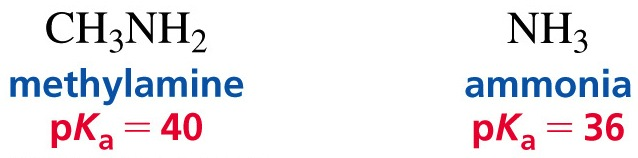 CH₃NH₂ NH₃
methylamine ammonia
pKₐ = 40 pKₐ = 36